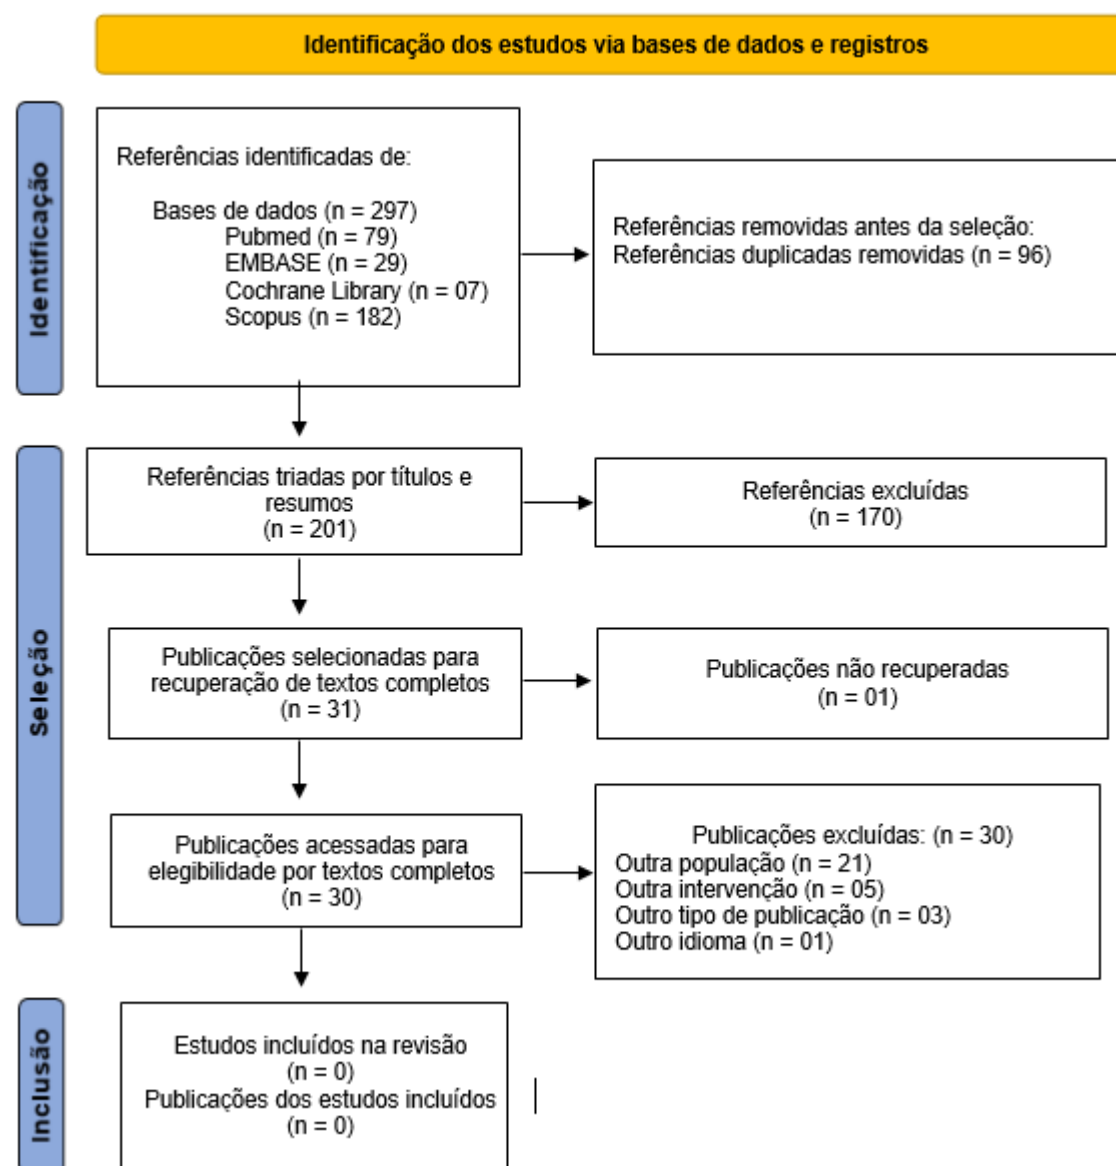 Identificação dos estudos via bases de dados e registros
Identificação
Referências identificadas de:
Bases de dados (n = 297)
Pubmed (n = 79)
EMBASE (n = 29)
Cochrane Library (n = 07)
Scopus (n = 182)
Referências removidas antes da seleção:
Referências duplicadas removidas (n = 96)
Seleção
Referências triadas por títulos e
resumos
(n = 201)
Referências excluídas
(n = 170)
Publicações selecionadas para
recuperação de textos completos
(n = 31)
Publicações não recuperadas
(n = 01)
Publicações acessadas para
elegibilidade por textos completos
(n = 30)
Publicações excluídas: (n = 30)
Outra população (n = 21)
Outra intervenção (n = 05)
Outro tipo de publicação (n = 03)
Outro idioma (n = 01)
Inclusão
Estudos incluídos na revisão
(n = 0)
Publicações dos estudos incluídos
(n = 0)